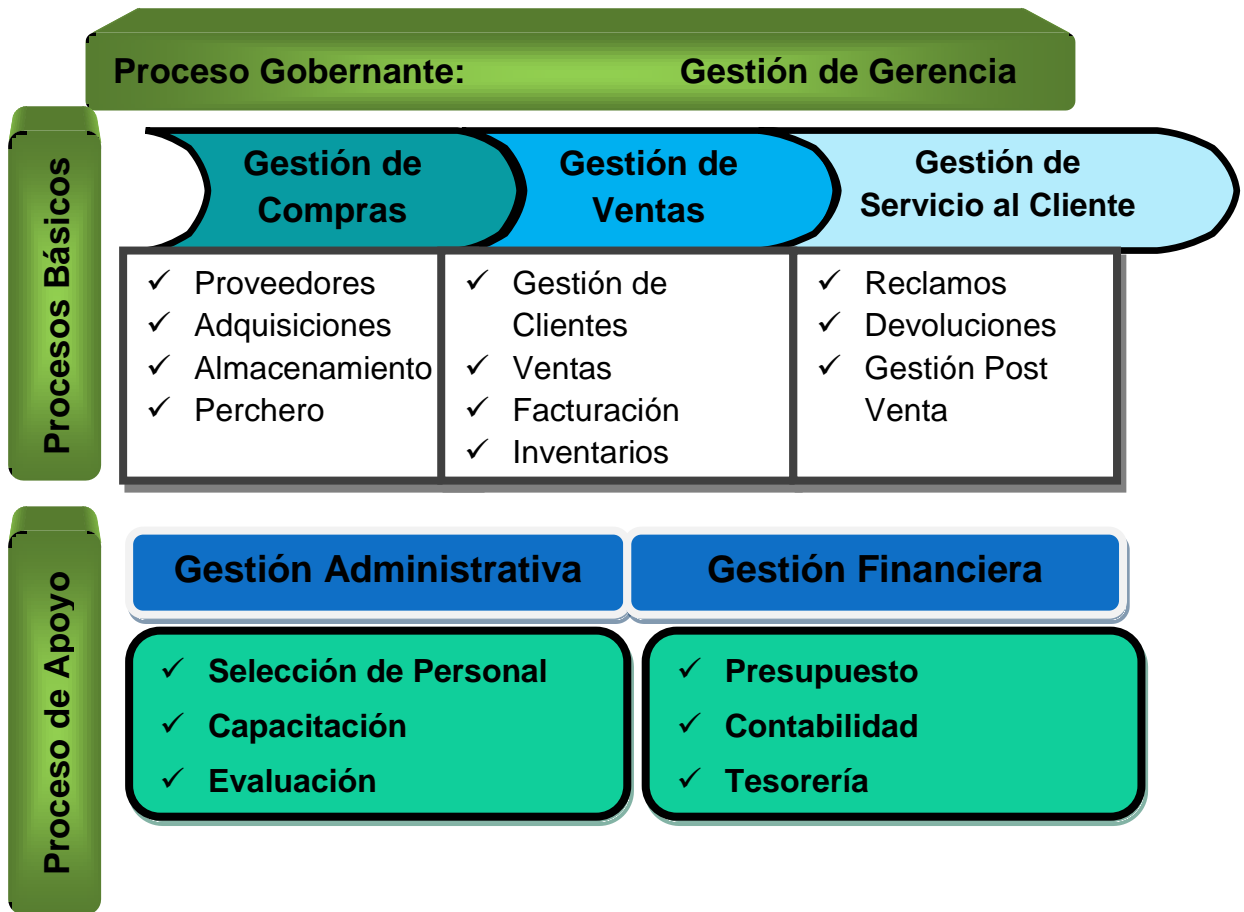 Proceso Gobernante: Gestión de Gerencia
Procesos Básicos
Gestión de
Compras
Gestión de
Ventas
Gestión de
Servicio al Cliente
✓ Proveedores
✓ Adquisiciones
✓ Almacenamiento
✓ Perchero
✓ Gestión de
Clientes
✓ Ventas
✓ Facturación
✓ Inventarios
✓ Reclamos
✓ Devoluciones
✓ Gestión Post
Venta
Proceso de Apoyo
Gestión Administrativa
✓ Selección de Personal
✓ Capacitación
✓ Evaluación
Gestión Financiera
✓ Presupuesto
✓ Contabilidad
✓ Tesorería